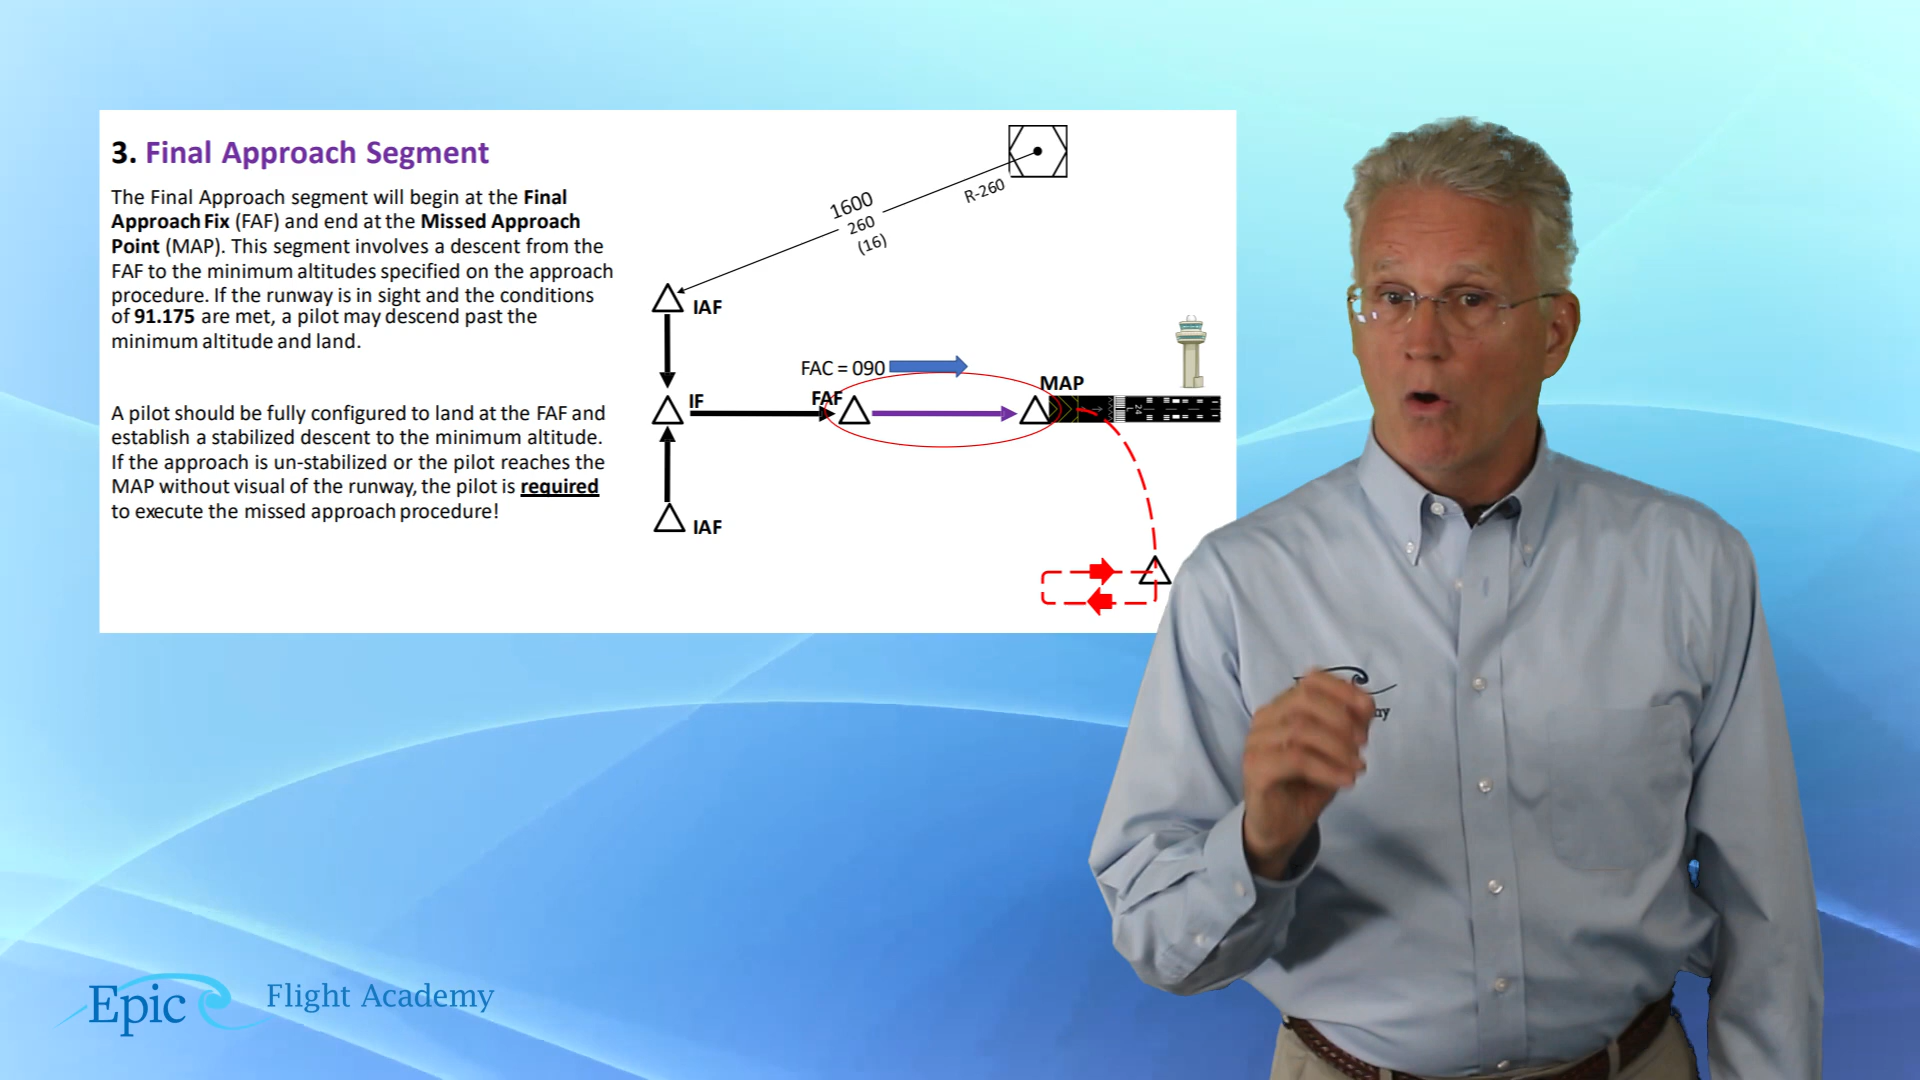 3. Final Approach Segment
The Final Approach segment will begin at the Final
Approach Fix (FAF) and end at the Missed Approach
Point (MAP). This segment involves a descent from the
FAF to the minimum altitudes specified on the approach
procedure. If the runway is in sight and the conditions
of 91.175 are met, a pilot may descend past the
minimum altitude and land.
A pilot should be fully configured to land at the FAF and
establish a stabilized descent to the minimum altitude.
If the approach is un-stabilized or the pilot reaches the
MAP without visual of the runway, the pilot is required
to execute the missed approach procedure!
1600
260
(16)
R-260
IAF
FAC = 090
MAP
IF
FAF
24
L
IAF
Epic Flight Academy